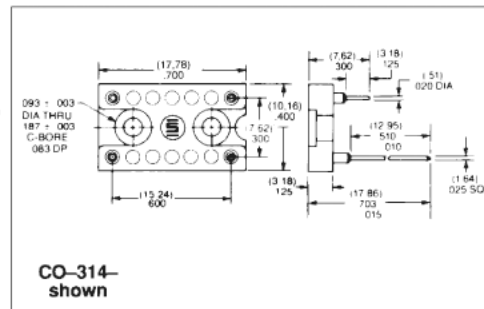 (17,78)
.700
093 ± 003
DIA THRU
187 ± 003
C-BORE
083 DP
(7.62)
300
(10.16)
.400
(15 24)
600
(7.62)
300
(3 18)
.125
(.51)
.020 DIA
(12.95)
510
010
(1.64)
.025 SQ
(3 18)
125
(17.86)
703
015
CO–314–
shown